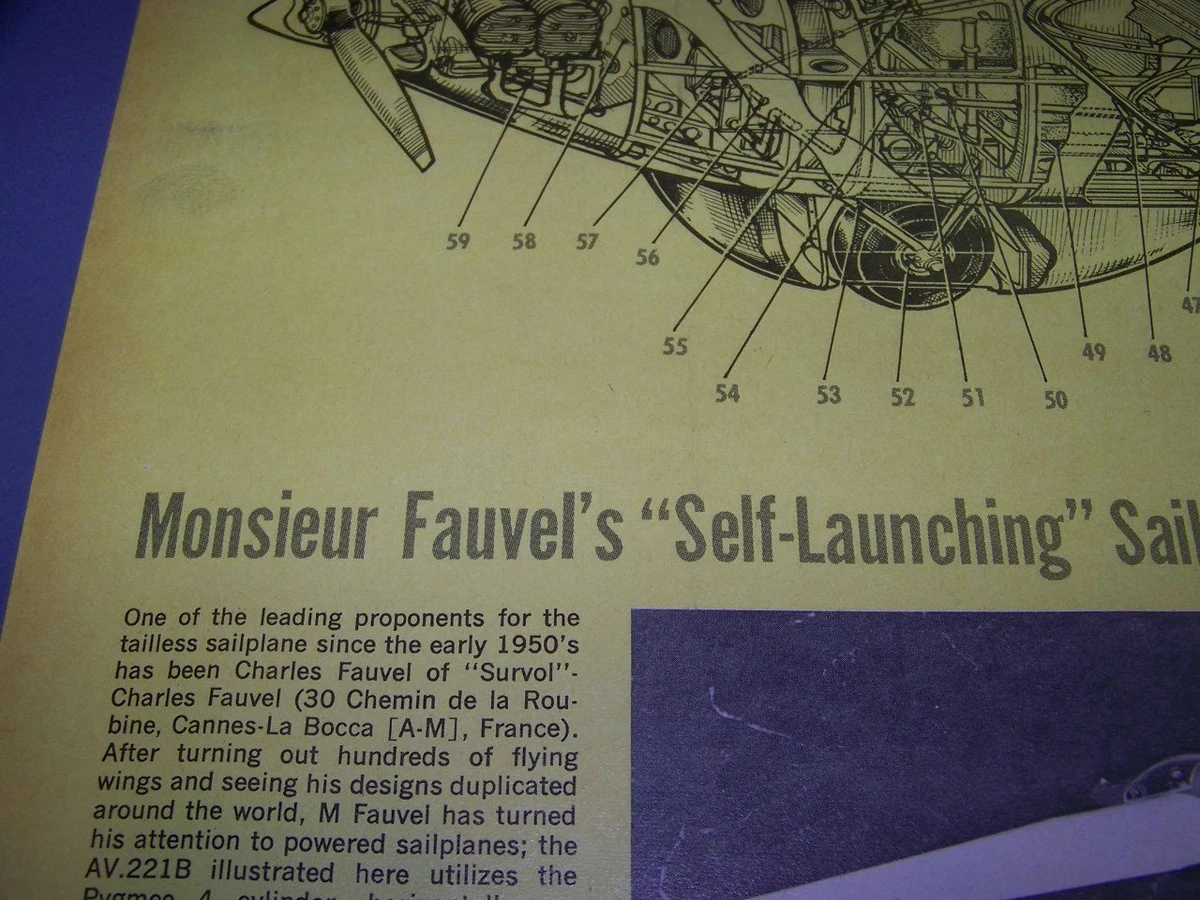 59
58
57
56
55
54
53
52
51
50
49
48
47
Monsieur Fauvel's “Self-Launching”
One of the leading proponents for the
tailless sailplane since the early 1950's
has been Charles Fauvel of “Survol”-
Charles Fauvel (30 Chemin de la Rou-
bine, Cannes-La Bocca [A-M], France).
After turning out hundreds of flying
wings and seeing his designs duplicated
around the world, M Fauvel has turned
his attention to powered sailplanes; the
AV.221B illustrated here utilizes the
Pygmee 4 cylinder,